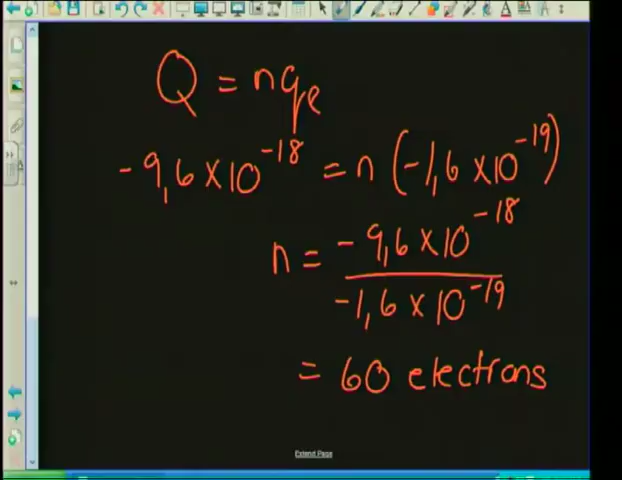 Q = nqₑ
-9,6 × 10⁻¹⁸ = n (-1,6 × 10⁻¹⁹)
n = -9,6 × 10⁻¹⁸
-1,6 × 10⁻¹⁹
= 60 electrons
Extend Page